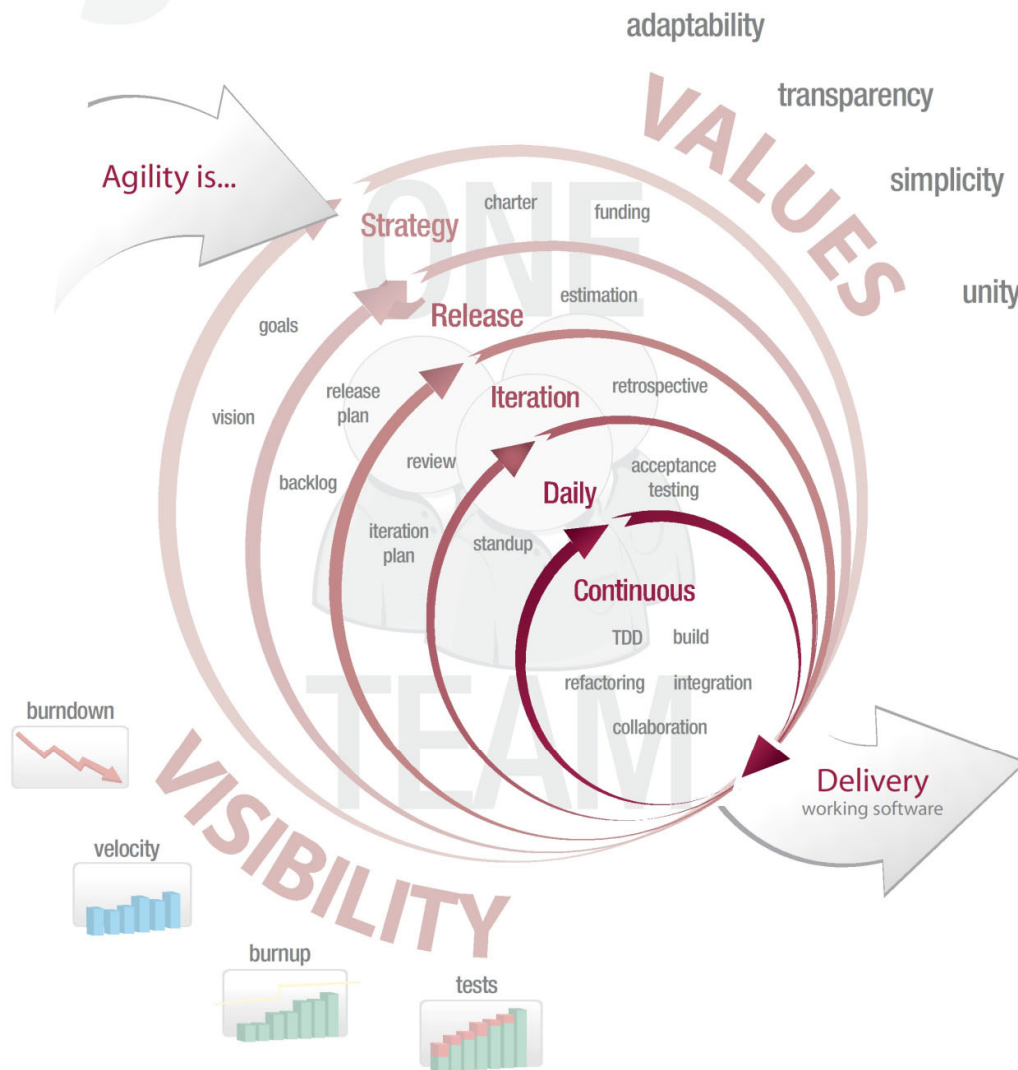 adaptability
transparency
simplicity
unity
VALUES
Agility is...
ONE
Strategy
charter
funding
goals
vision
Release
estimation
release
plan
backlog
Iteration
retrospective
review
iteration
plan
Daily
acceptance
testing
standup
Continuous
TDD
build
refactoring
integration
collaboration
TEAM
Delivery
working software
VISIBILITY
burndown
velocity
burnup
tests